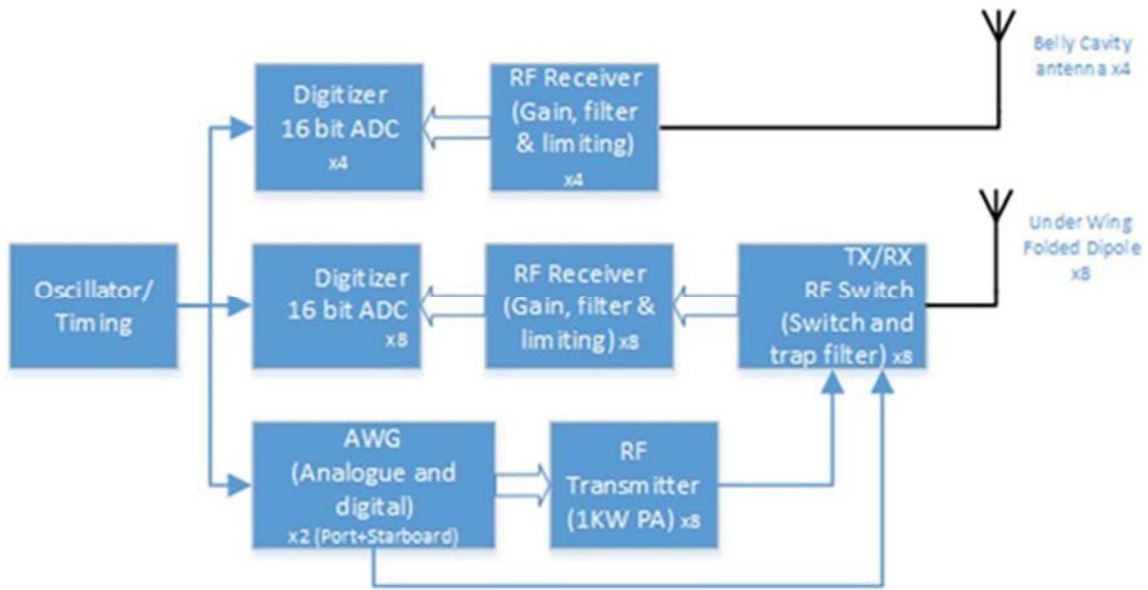 Belly Cavity
antenna x4
Digitizer
16 bit ADC
x4
RF Receiver
(Gain, filter
& limiting)
x4
Under Wing
Folded Dipole
x8
Oscillator/
Timing
Digitizer
16 bit ADC
x8
RF Receiver
(Gain, filter &
limiting) x8
TX/RX
RF Switch
(Switch and
trap filter) x8
AWG
(Analogue and
digital)
x2 (Port+Starboard)
RF
Transmitter
(1KW PA) x8